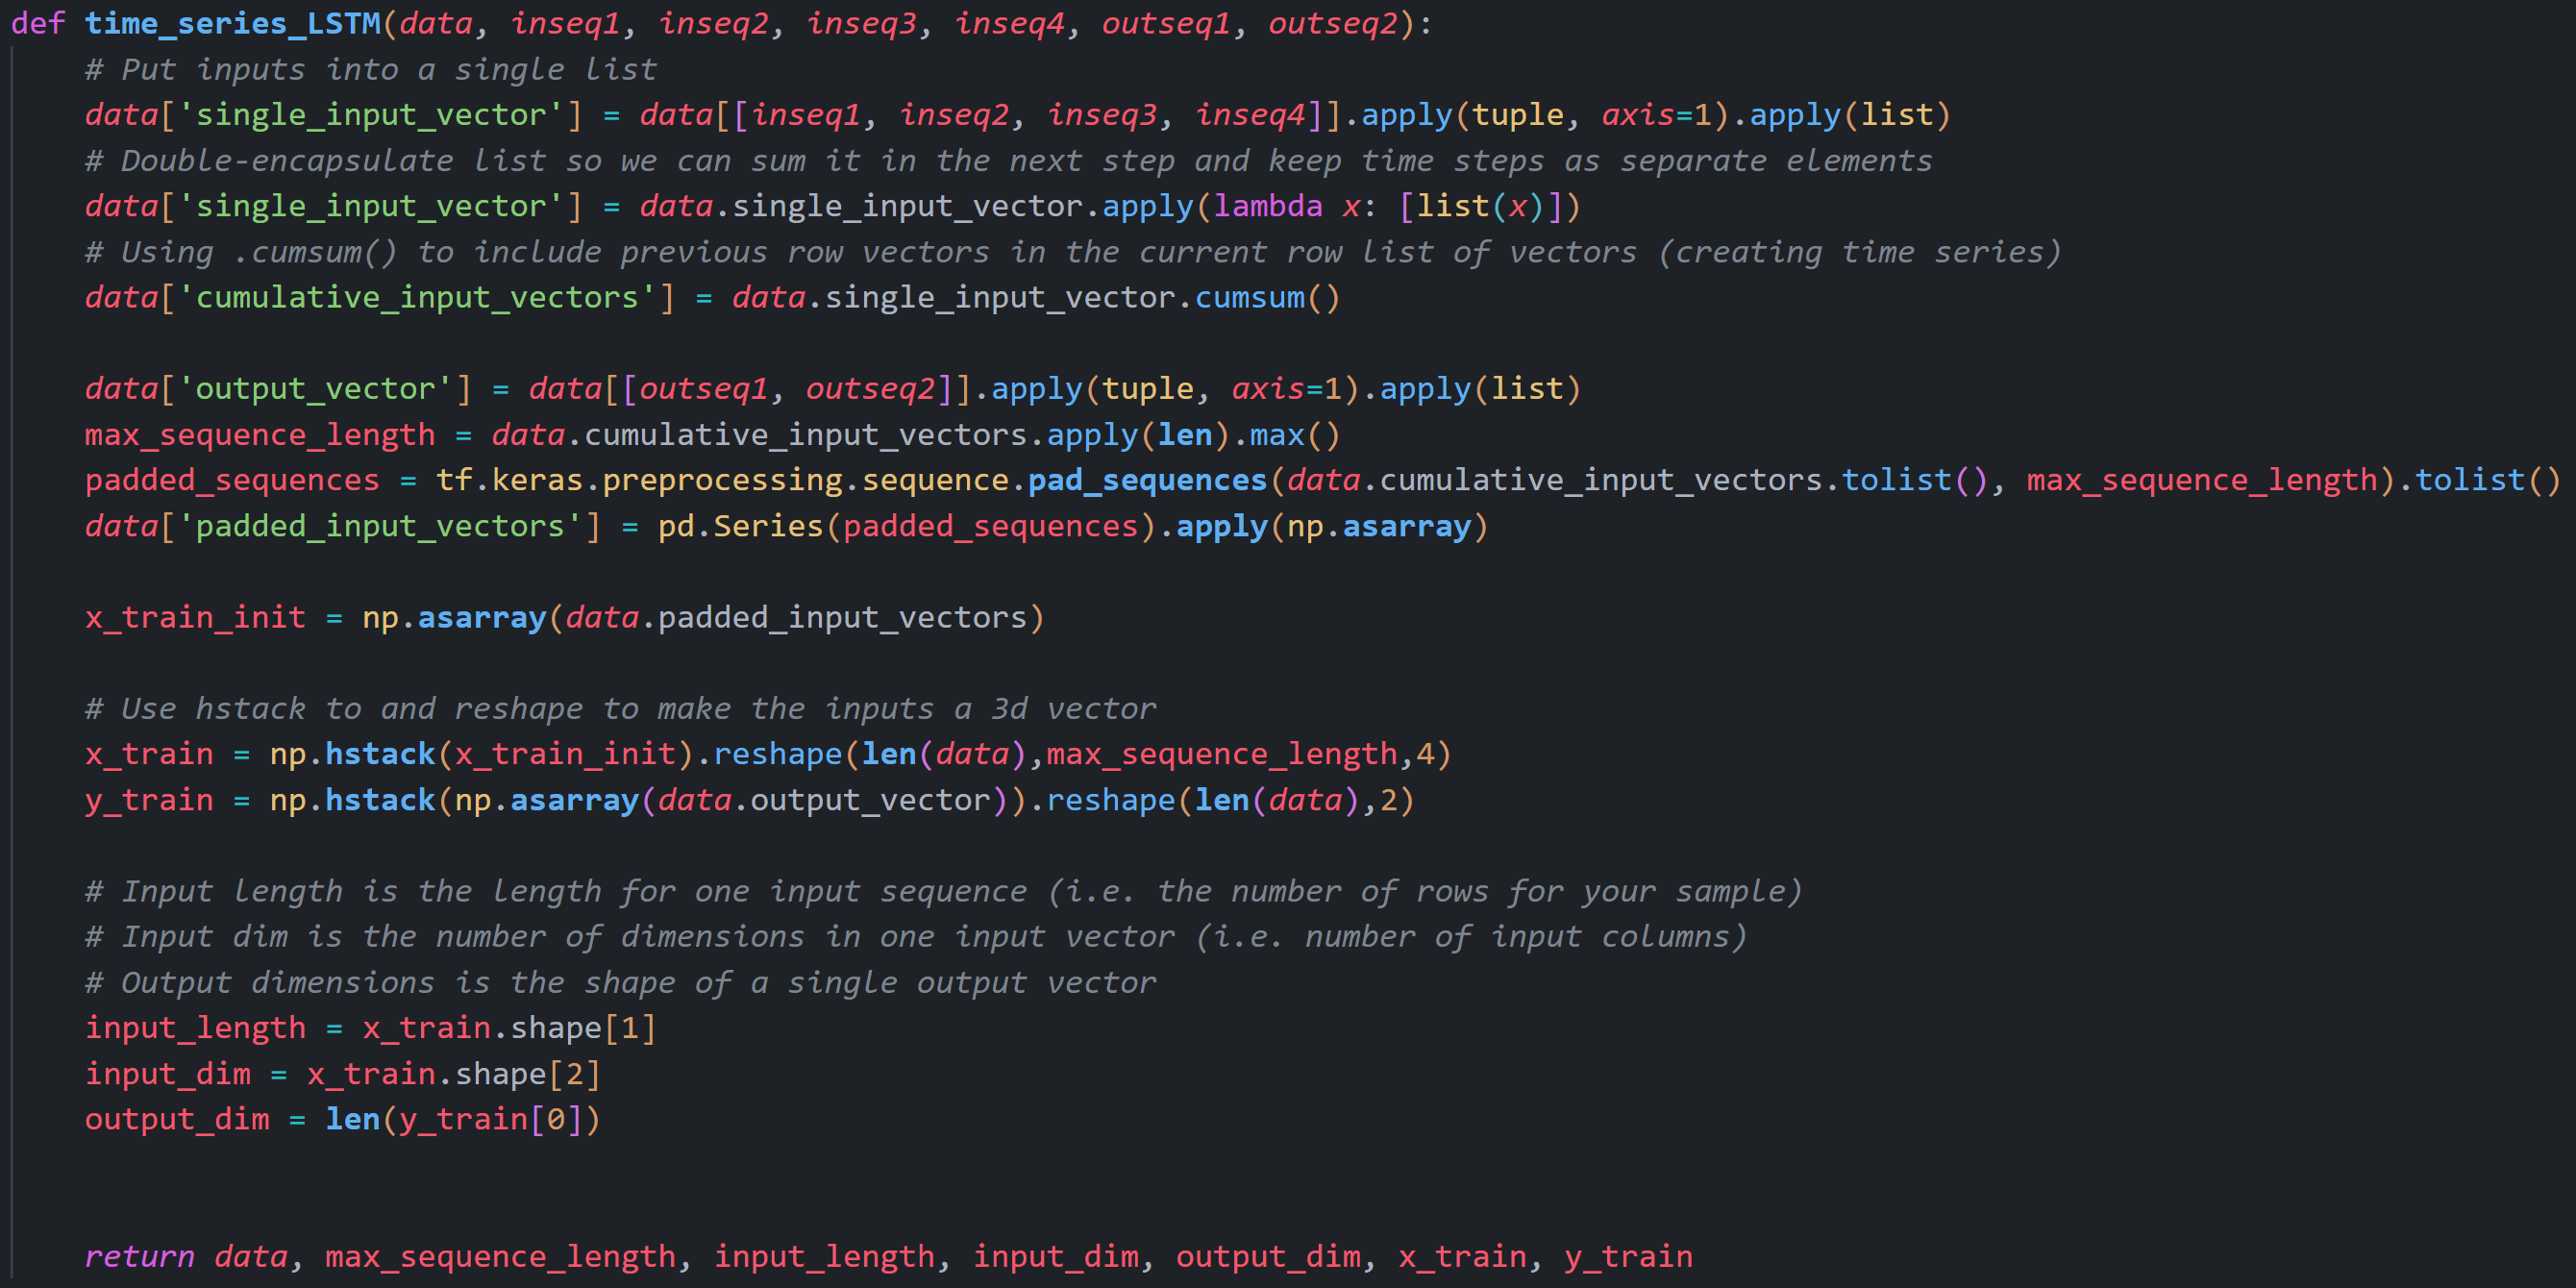 def time_series_LSTM(data, inseq1, inseq2, inseq3, inseq4, outseq1, outseq2):
    # Put inputs into a single list
    data['single_input_vector'] = data[[inseq1, inseq2, inseq3, inseq4]].apply(tuple, axis=1).apply(list)
    # Double-encapsulate list so we can sum it in the next step and keep time steps as separate elements
    data['single_input_vector'] = data.single_input_vector.apply(lambda x: [list(x)])
    # Using .cumsum() to include previous row vectors in the current row list of vectors (creating time series)
    data['cumulative_input_vectors'] = data.single_input_vector.cumsum()
    data['output_vector'] = data[[outseq1, outseq2]].apply(tuple, axis=1).apply(list)
    max_sequence_length = data.cumulative_input_vectors.apply(len).max()
    padded_sequences = tf.keras.preprocessing.sequence.pad_sequences(data.cumulative_input_vectors.tolist(), max_sequence_length).tolist()
    data['padded_input_vectors'] = pd.Series(padded_sequences).apply(np.asarray)
    x_train_init = np.asarray(data.padded_input_vectors)
    # Use hstack to and reshape to make the inputs a 3d vector
    x_train = np.hstack(x_train_init).reshape(len(data),max_sequence_length,4)
    y_train = np.hstack(np.asarray(data.output_vector)).reshape(len(data),2)
    # Input length is the length for one input sequence (i.e. the number of rows for your sample)
    # Input dim is the number of dimensions in one input vector (i.e. number of input columns)
    # Output dimensions is the shape of a single output vector
    input_length = x_train.shape[1]
    input_dim = x_train.shape[2]
    output_dim = len(y_train[0])
    return data, max_sequence_length, input_length, input_dim, output_dim, x_train, y_train